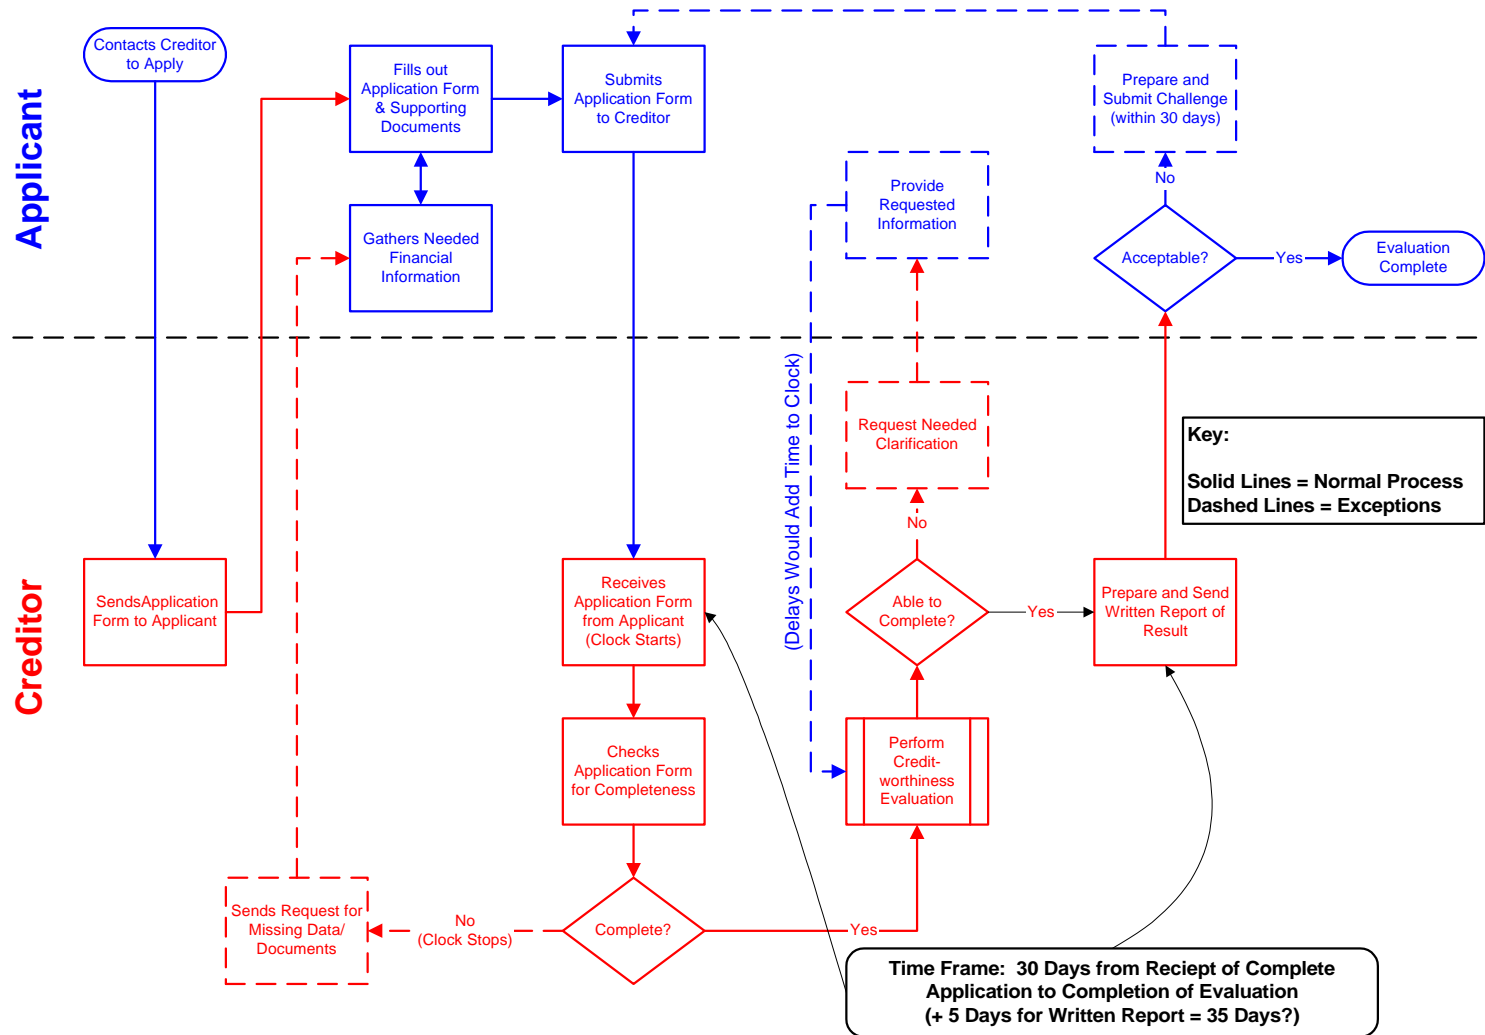 Applicant
Contacts Creditor
to Apply
Fills out
Application Form
& Supporting
Documents
Submits
Application Form
to Creditor
Prepare and
Submit Challenge
(within 30 days)
No
Provide
Requested
Information
Gathers Needed
Financial
Information
Acceptable?
Yes
Evaluation
Complete
(Delays Would Add Time to Clock)
Request Needed
Clarification
Key:
Solid Lines = Normal Process
Dashed Lines = Exceptions
No
Creditor
SendsApplication
Form to Applicant
Receives
Application Form
from Applicant
(Clock Starts)
Able to
Complete?
Yes
Prepare and Send
Written Report of
Result
Checks
Application Form
for Completeness
Perform
Credit-
worthiness
Evaluation
Sends Request for
Missing Data/
Documents
No
(Clock Stops)
Complete?
Yes
Time Frame:  30 Days from Reciept of Complete
Application to Completion of Evaluation
(+ 5 Days for Written Report = 35 Days?)